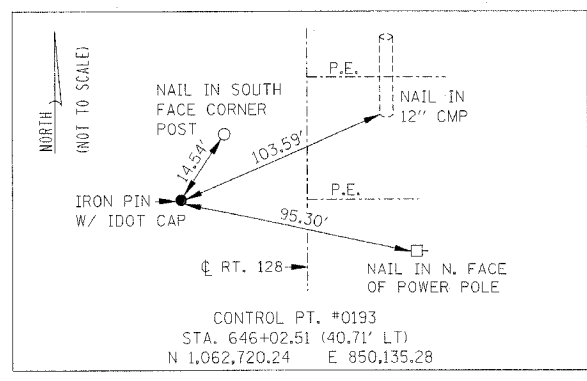 NORTH
(NOT TO SCALE)
NAIL IN SOUTH
FACE CORNER
POST
P.E.
NAIL IN
12" CMP
14.54'
103.59'
IRON PIN
W/ IDOT CAP
P.E.
95.30'
℄ RT. 128
NAIL IN N. FACE
OF POWER POLE
CONTROL PT. #0193
STA. 646+02.51 (40.71' LT)
N 1,062,720.24 E 850,135.28